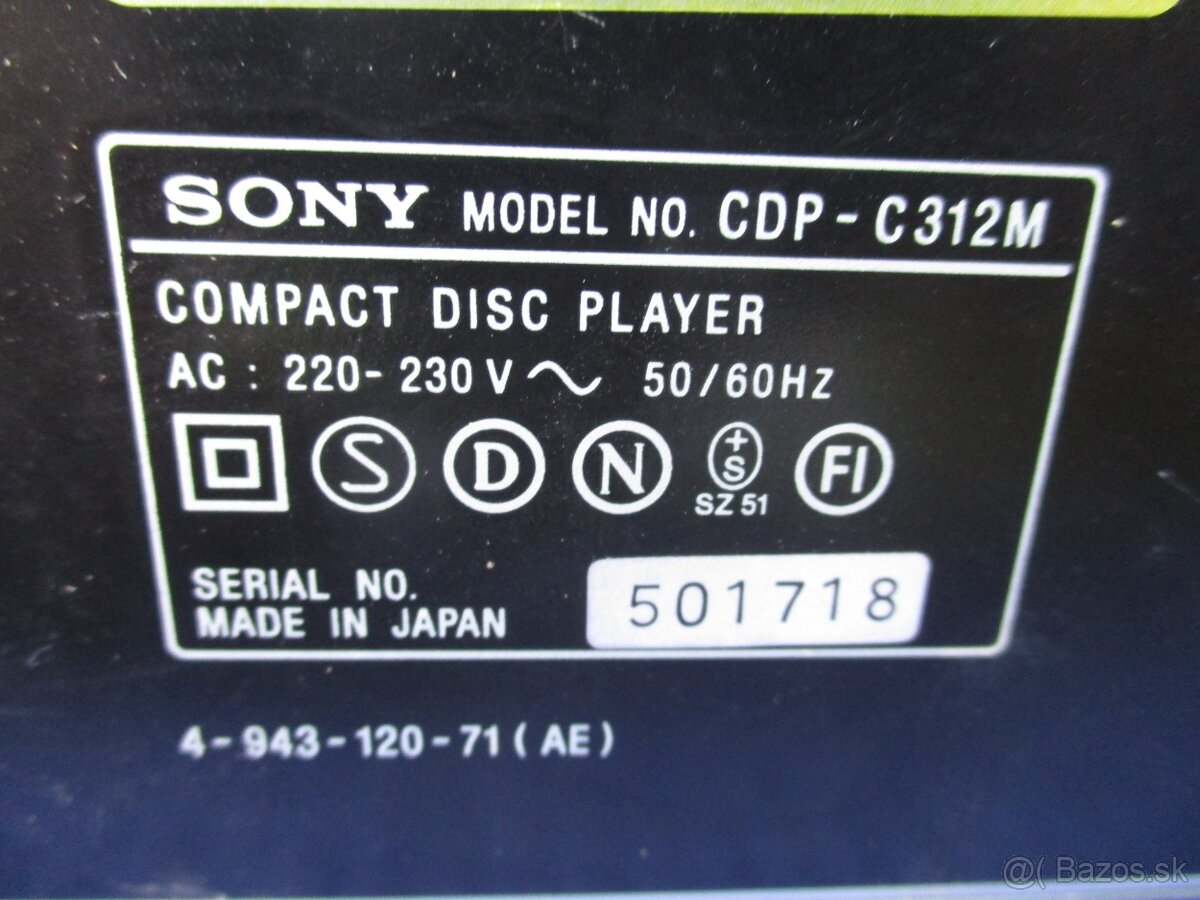 SONY MODEL NO. CDP-C312M
COMPACT DISC PLAYER
AC : 220-230V ~ 50/60HZ
S D N +S FI
SZ 51
SERIAL NO. 501718
MADE IN JAPAN
4-943-120-71 (AE)
@( Bazos.sk